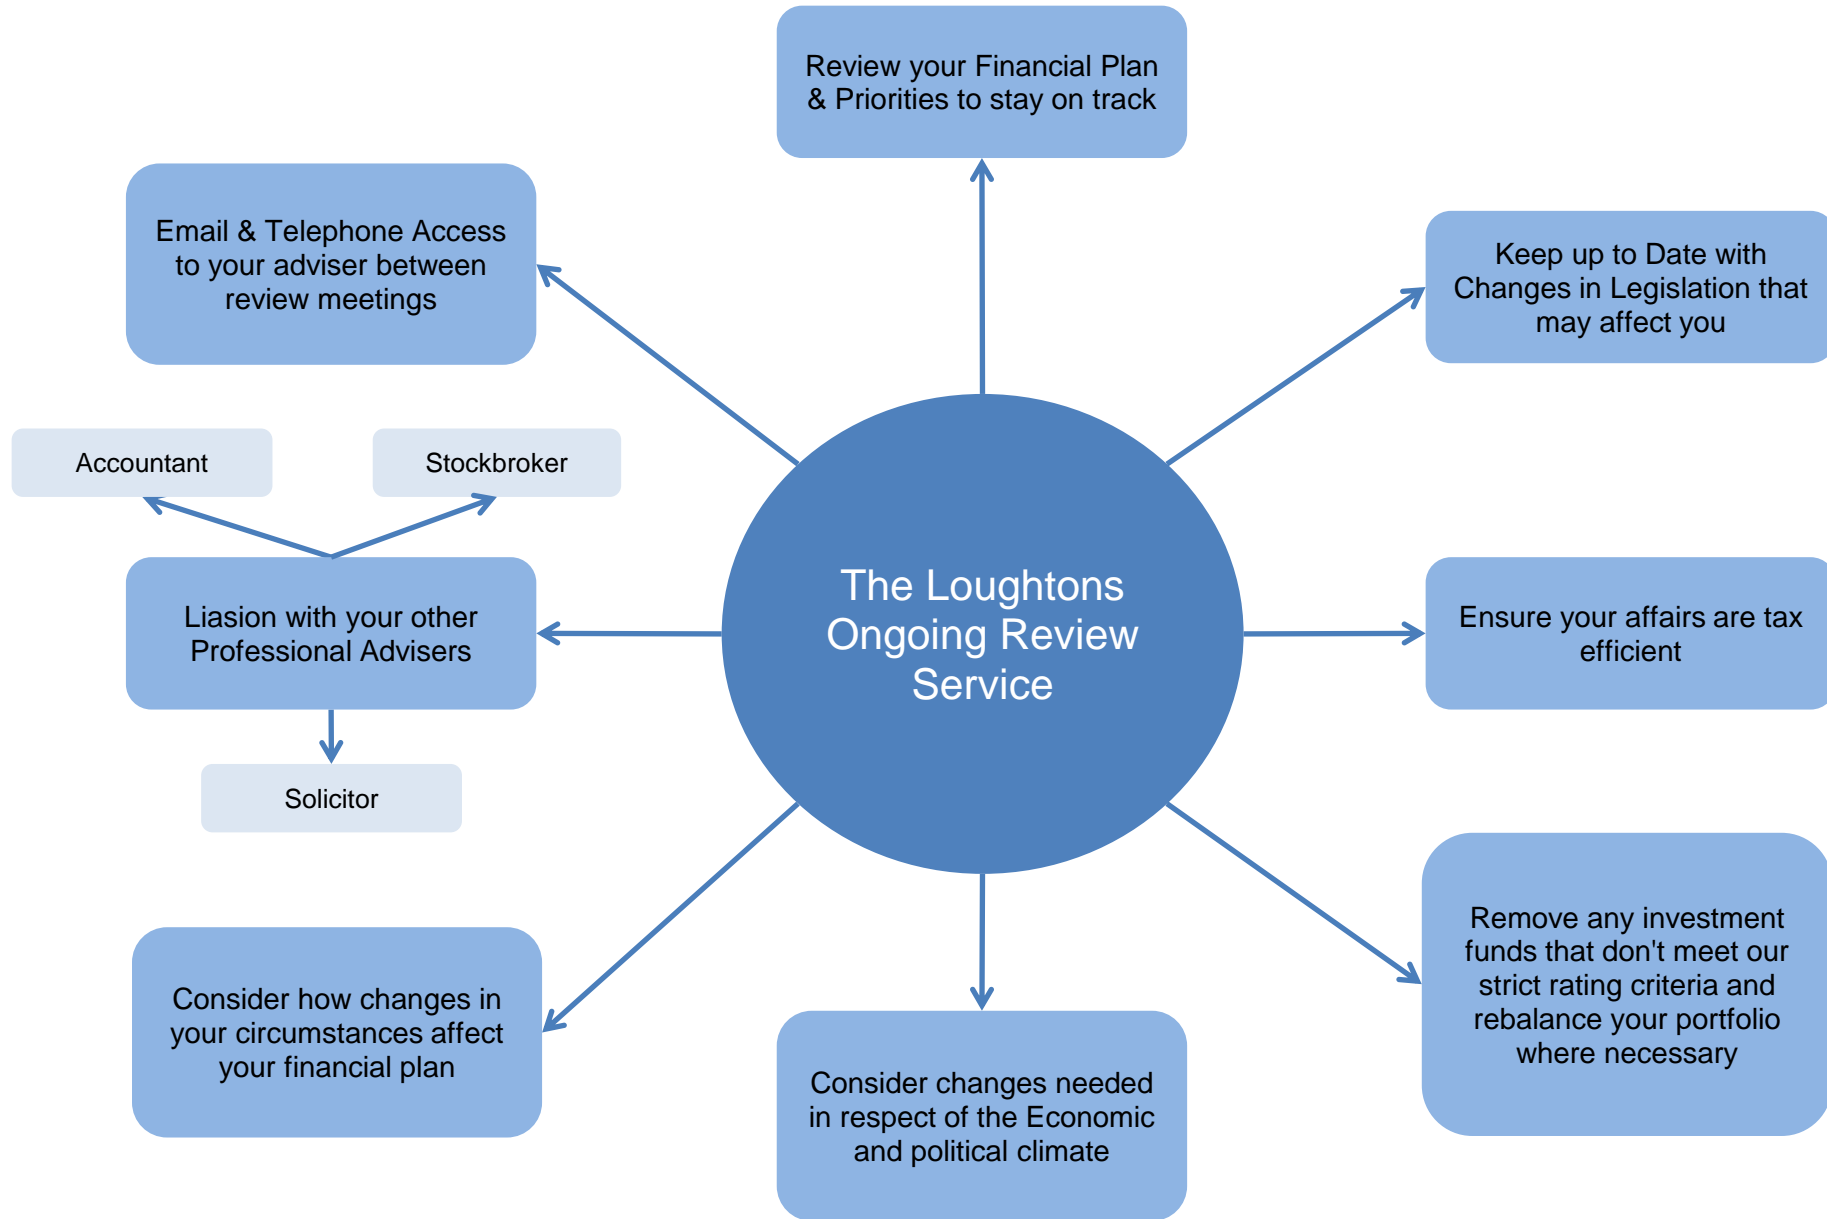 Review your Financial Plan
& Priorities to stay on track
Email & Telephone Access
to your adviser between
review meetings
Keep up to Date with
Changes in Legislation that
may affect you
Accountant
Stockbroker
The Loughtons
Ongoing Review
Service
Liasion with your other
Professional Advisers
Ensure your affairs are tax
efficient
Solicitor
Remove any investment
funds that don't meet our
strict rating criteria and
rebalance your portfolio
where necessary
Consider how changes in
your circumstances affect
your financial plan
Consider changes needed
in respect of the Economic
and political climate